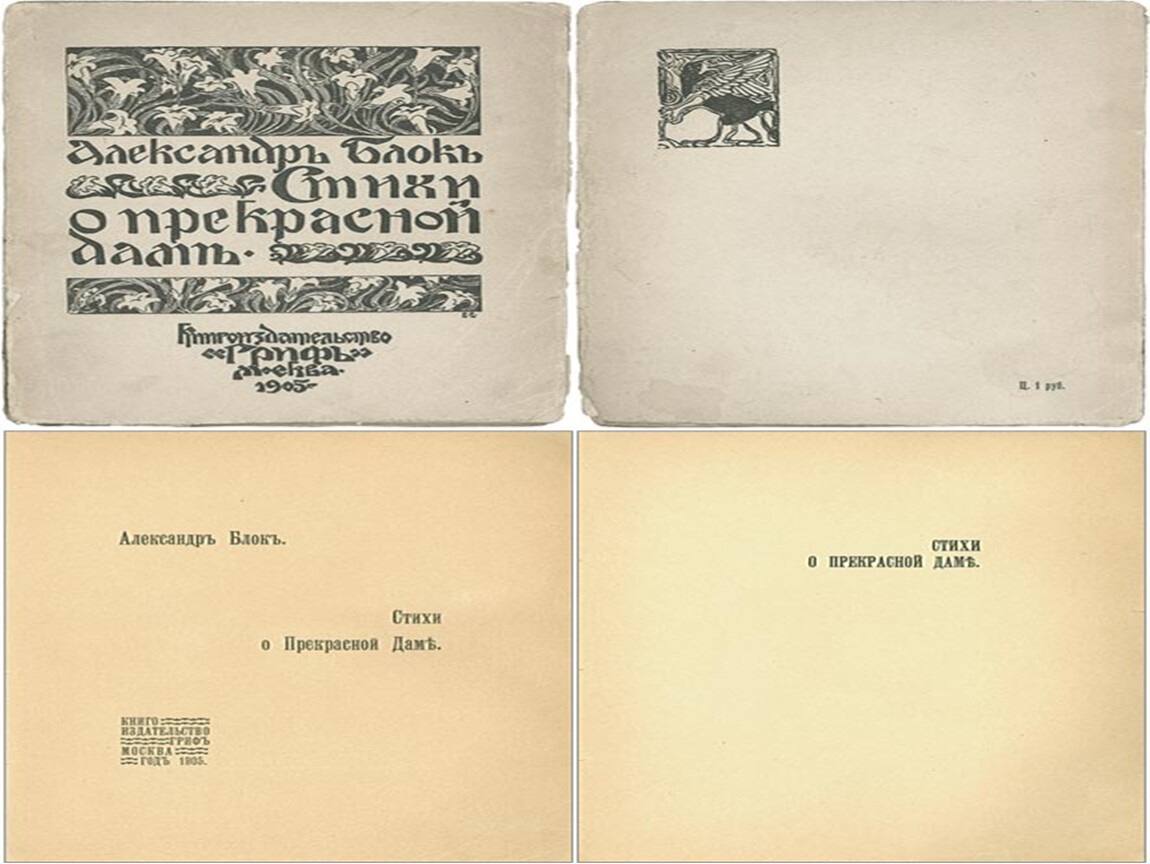 Александръ Блокъ
Стихи
о прекрасной
дамѣ.
Книгоиздательство
«Грифъ»
Москва.
1905
Ц. 1 руб.
Александръ Блокъ.
Стихи
о Прекрасной Дамѣ.
КНИГО
ИЗДАТЕЛЬСТВО
ГРИФЪ
МОСКВА
ГОДЪ 1905.
СТИХИ
О ПРЕКРАСНОЙ ДАМѢ.